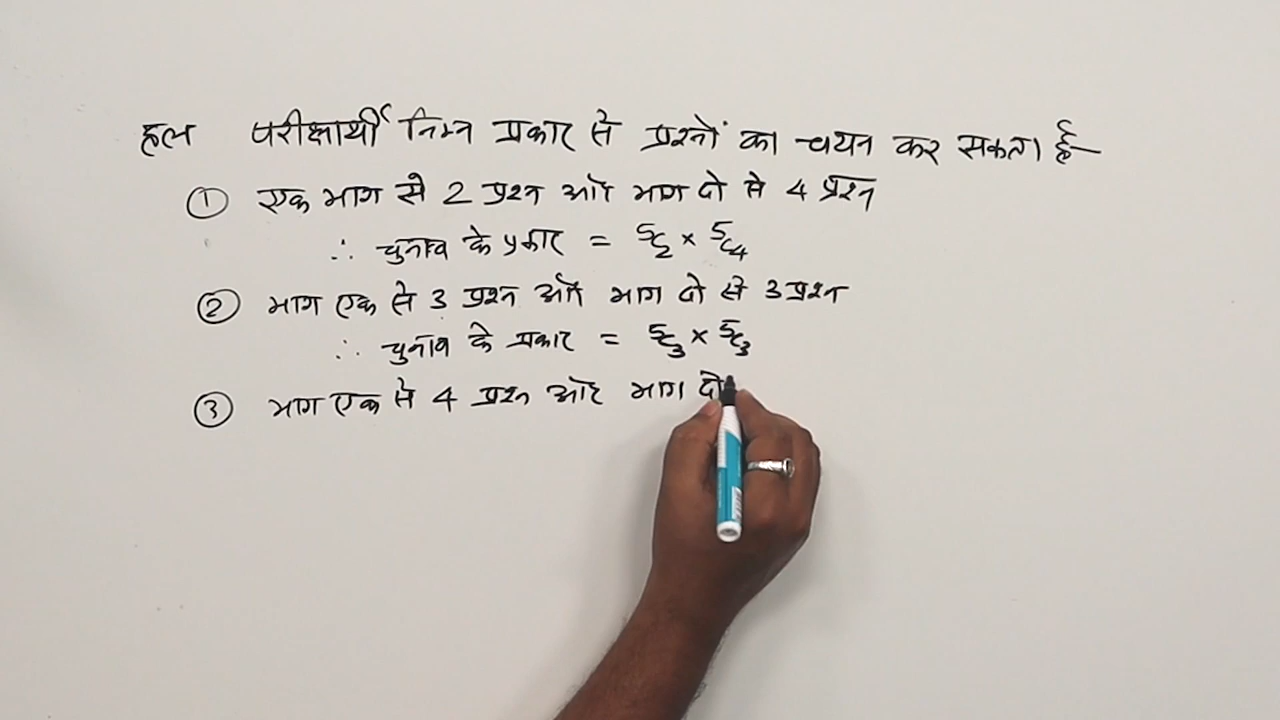 हल परीक्षार्थी निम्न प्रकार से प्रश्नों का चयन कर सकता है—
① एक भाग से 2 प्रश्न और भाग दो से 4 प्रश्न
∴ चुनाव के प्रकार = ⁵C₂ × ⁵C₄
② भाग एक से 3 प्रश्न और भाग दो से 3 प्रश्न
∴ चुनाव के प्रकार = ⁵C₃ × ⁵C₃
③ भाग एक से 4 प्रश्न और भाग दो